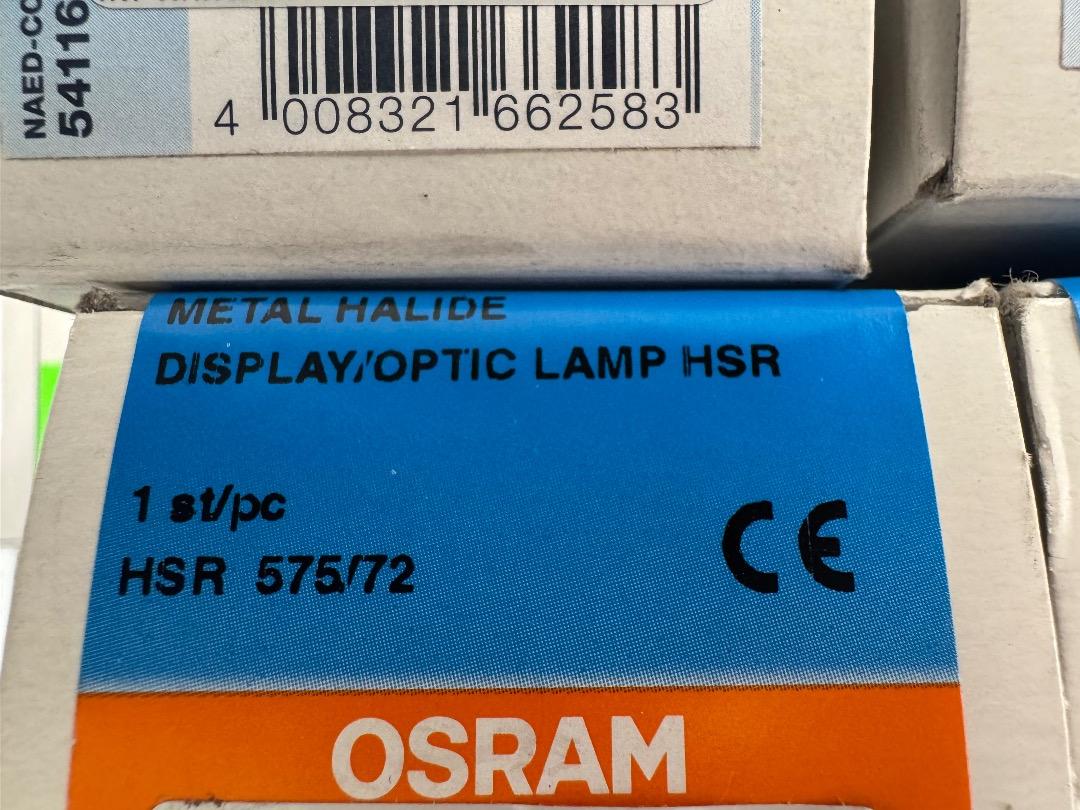 NAED-CO
54116
4 008321 662583
METAL HALIDE
DISPLAY/OPTIC LAMP HSR
1 st/pc
HSR 575/72
CE
OSRAM